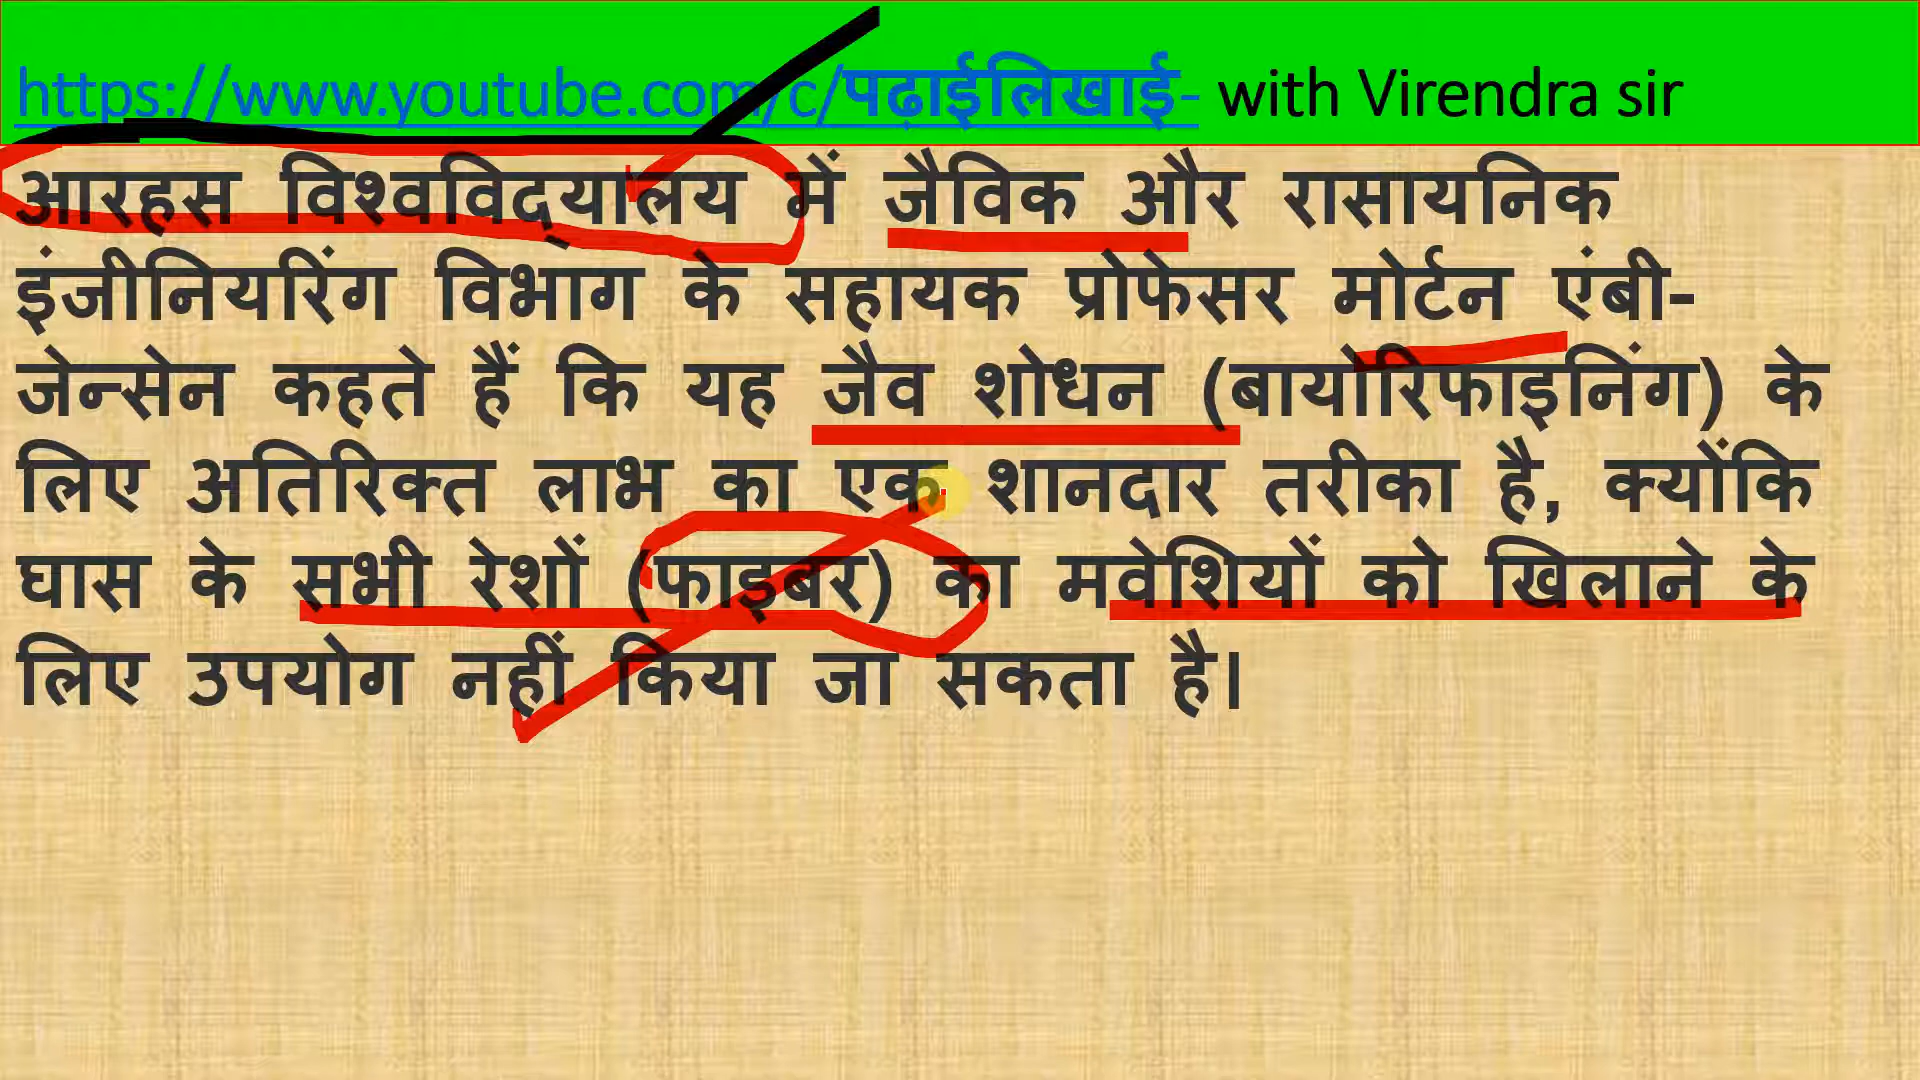 https://www.youtube.com/c/पढ़ाईलिखाई- with Virendra sir
आरहस विश्वविद्यालय में जैविक और रासायनिक
इंजीनियरिंग विभाग के सहायक प्रोफेसर मोर्टन एंबी-
जेन्सेन कहते हैं कि यह जैव शोधन (बायोरिफाइनिंग) के
लिए अतिरिक्त लाभ का एक शानदार तरीका है, क्योंकि
घास के सभी रेशों (फाइबर) का मवेशियों को खिलाने के
लिए उपयोग नहीं किया जा सकता है।